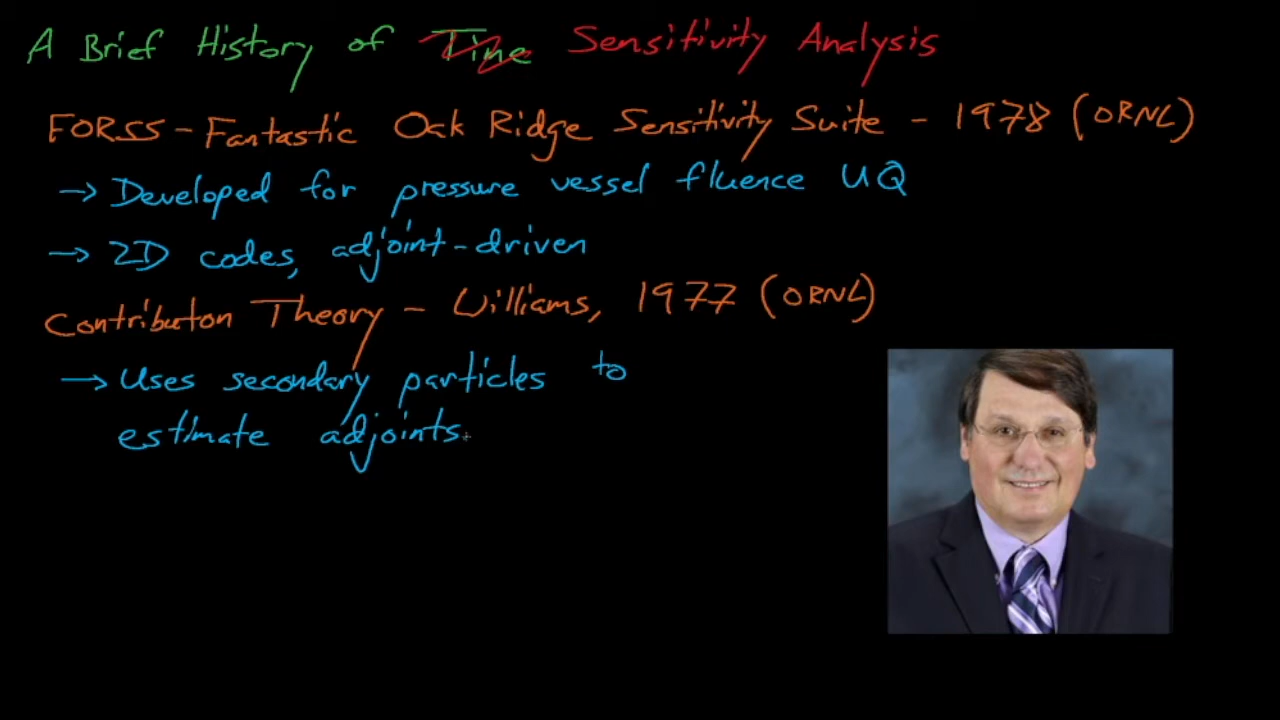 A Brief History of Time Sensitivity Analysis
FORSS - Fantastic Oak Ridge Sensitivity Suite - 1978 (ORNL)
→ Developed for pressure vessel fluence UQ
→ 2D codes, adjoint-driven
Contributon Theory - Williams, 1977 (ORNL)
→ Uses secondary particles to
estimate adjoints.